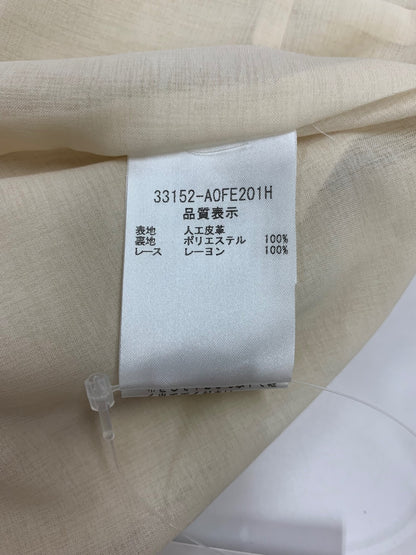 33152-A0FE201H
品質表示
表地 人工皮革
裏地 ポリエステル 100%
レース レーヨン 100%